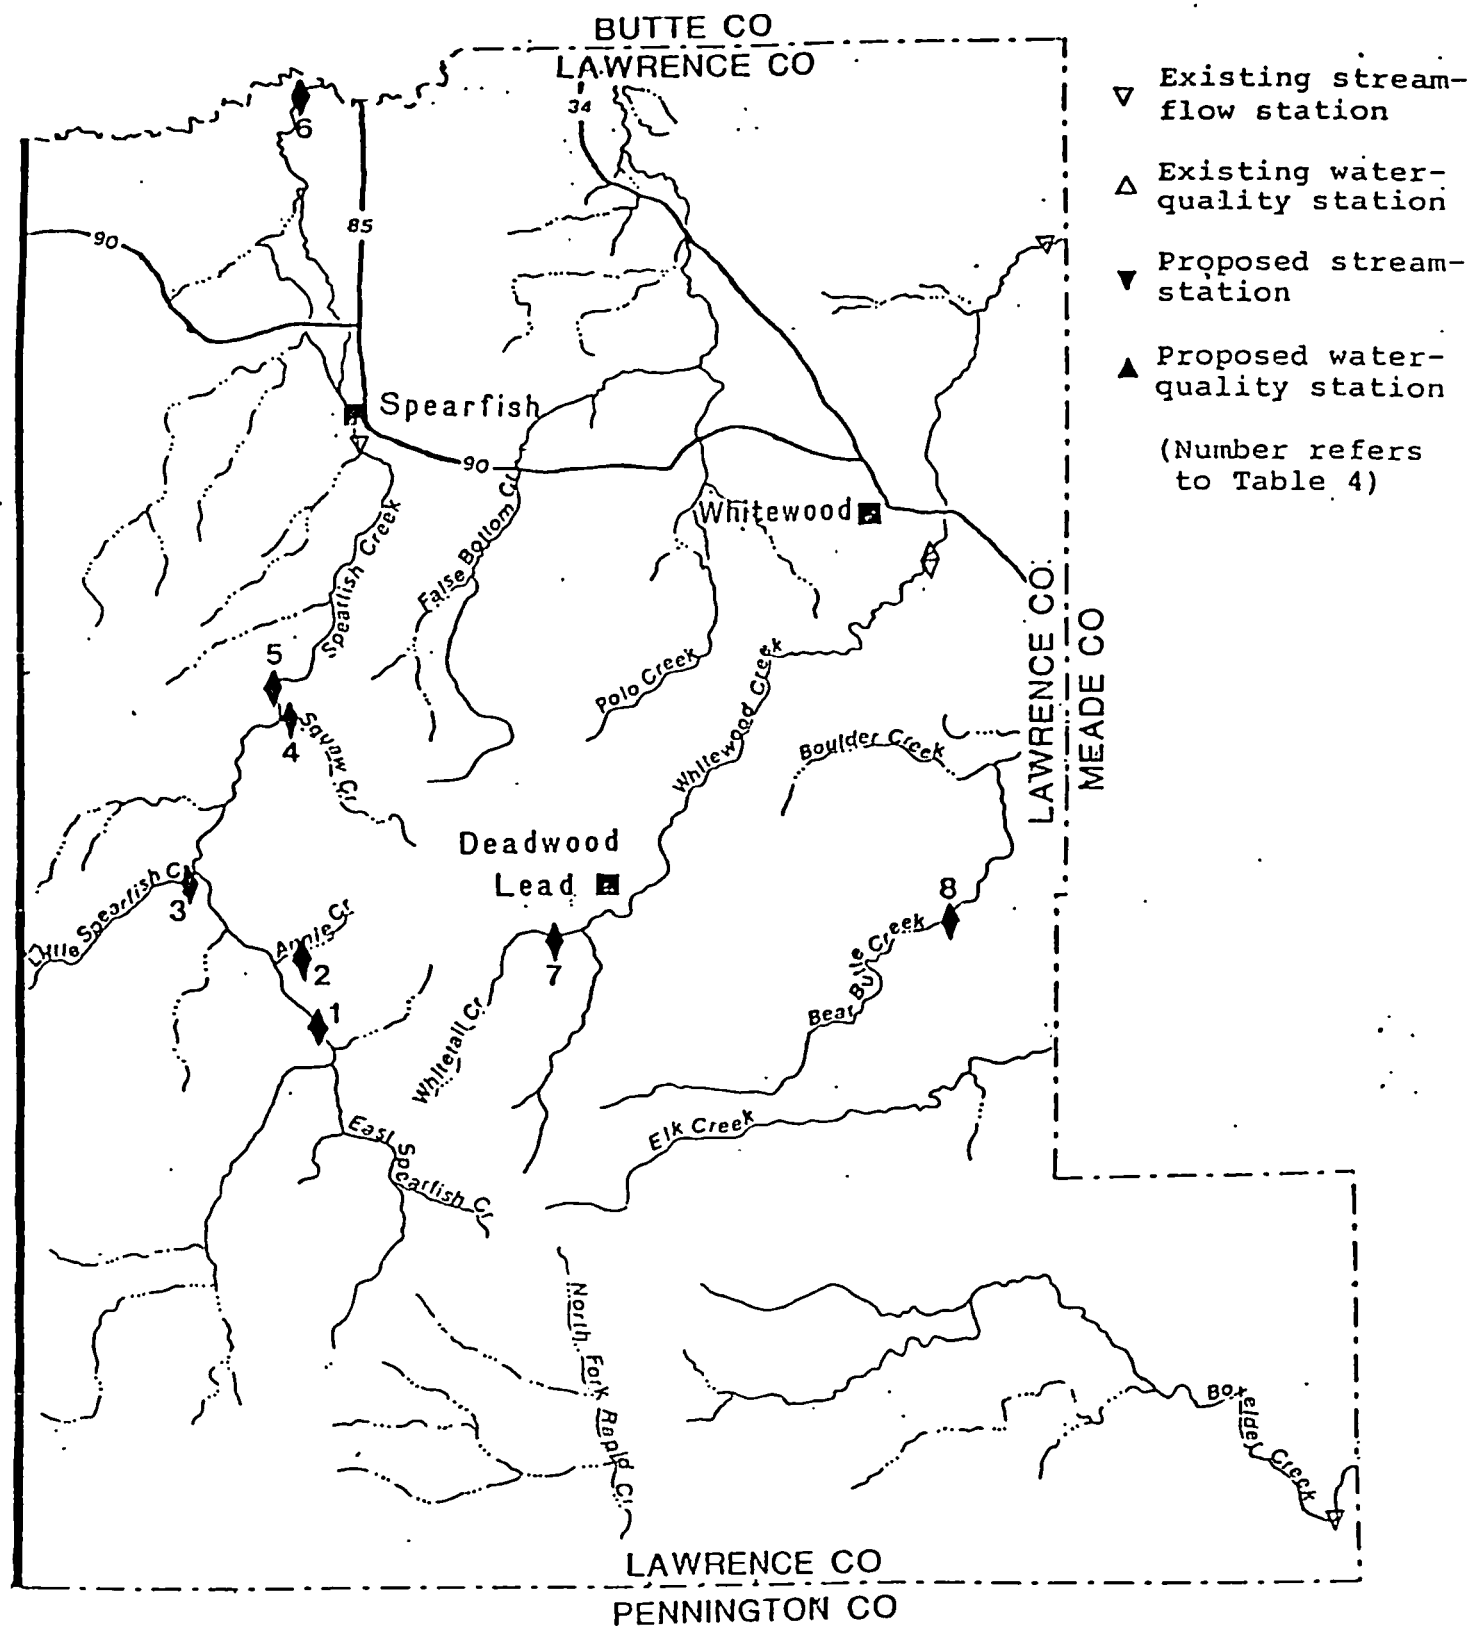 BUTTE CO
LAWRENCE CO
34
Existing stream-
flow station
Existing water-
quality station
Proposed stream-
station
Proposed water-
quality station
(Number refers
to Table 4)
6
85
90
Spearfish
90
Whitewood
Spearfish Creek
False Bottom Cr
LAWRENCE CO.
MEADE CO
5
4
Squaw Cr
Polo Creek
Whitewood Creek
Boulder Creek
Deadwood
Lead
Little Spearfish Cr
3
Annie Cr
2
1
7
8
Whitetail Cr
Bear Butte Creek
Elk Creek
East Spearfish Cr
North Fork Rapid Cr
Boxelder Creek
LAWRENCE CO
PENNINGTON CO